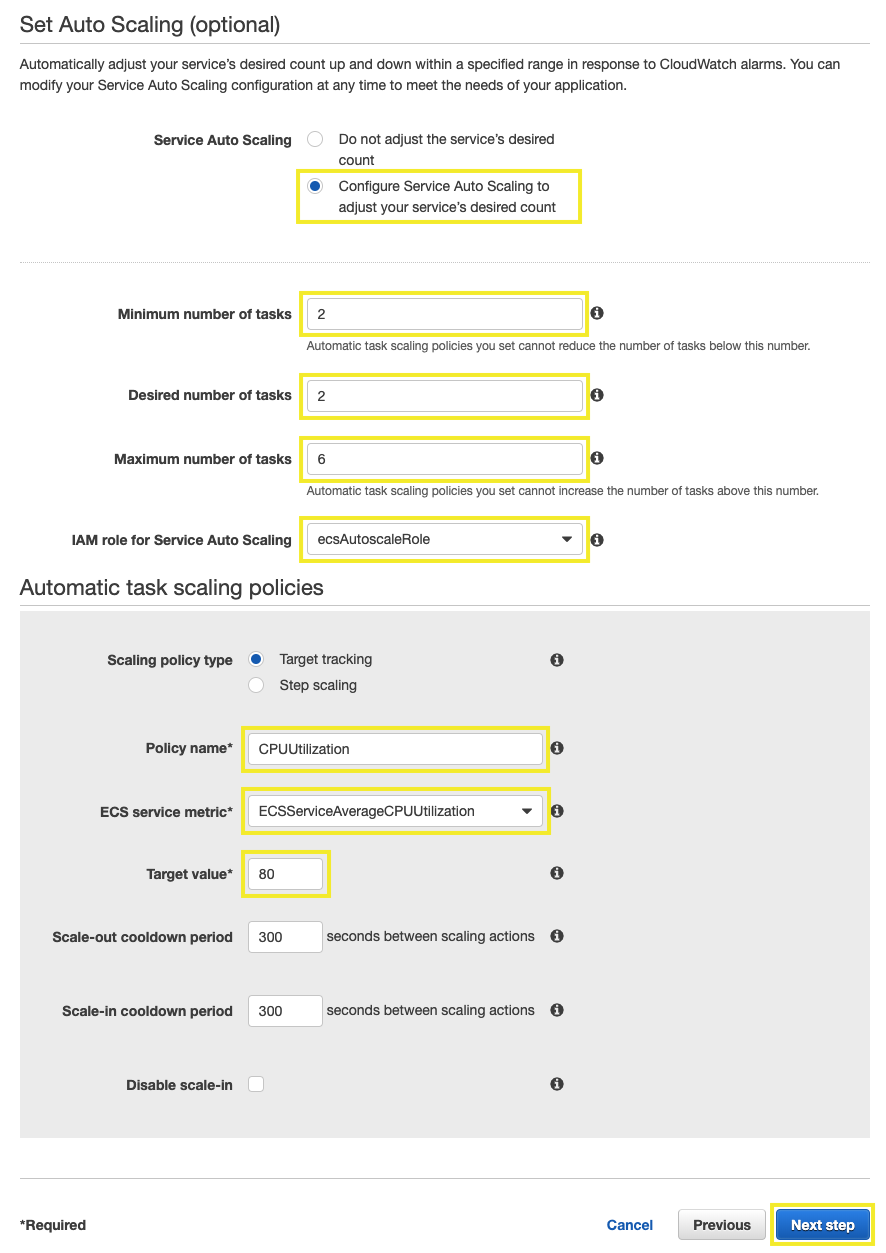 Set Auto Scaling (optional)
Automatically adjust your service's desired count up and down within a specified range in response to CloudWatch alarms. You can
modify your Service Auto Scaling configuration at any time to meet the needs of your application.
Service Auto Scaling
Do not adjust the service's desired
count
Configure Service Auto Scaling to
adjust your service's desired count
Minimum number of tasks 2
Automatic task scaling policies you set cannot reduce the number of tasks below this number.
Desired number of tasks 2
Maximum number of tasks 6
Automatic task scaling policies you set cannot increase the number of tasks above this number.
IAM role for Service Auto Scaling ecsAutoscaleRole
Automatic task scaling policies
Scaling policy type Target tracking
Step scaling
Policy name* CPUUtilization
ECS service metric* ECSServiceAverageCPUUtilization
Target value* 80
Scale-out cooldown period 300 seconds between scaling actions
Scale-in cooldown period 300 seconds between scaling actions
Disable scale-in
*Required Cancel Previous Next step